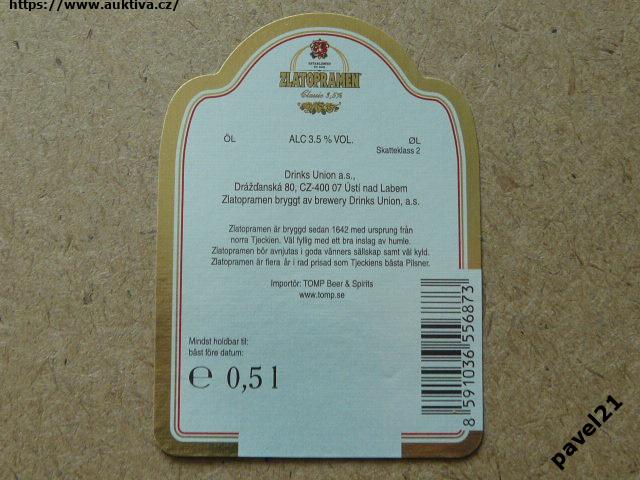 https://www.auktiva.cz/
ESTABLISHED
ZLATOPRAMEN
Classic 3,5%
ÖL
ALC 3.5 % VOL.
ØL
Skatteklass 2
Drinks Union a.s.,
Drážďanská 80, CZ-400 07 Ústí nad Labem
Zlatopramen bryggt av brewery Drinks Union, a.s.
Zlatopramen är bryggd sedan 1642 med ursprung från
norra Tjeckien. Väl fyllig med ett bra inslag av humle.
Zlatopramen bör avnjutas i goda vänners sällskap samt väl kyld.
Zlatopramen är flera år i rad prisad som Tjeckiens bästa Pilsner.
Importör: TOMP Beer & Spirits
www.tomp.se
Mindst holdbar til:
bäst före datum:
e 0,5 l
8 591036 556873
pavel21